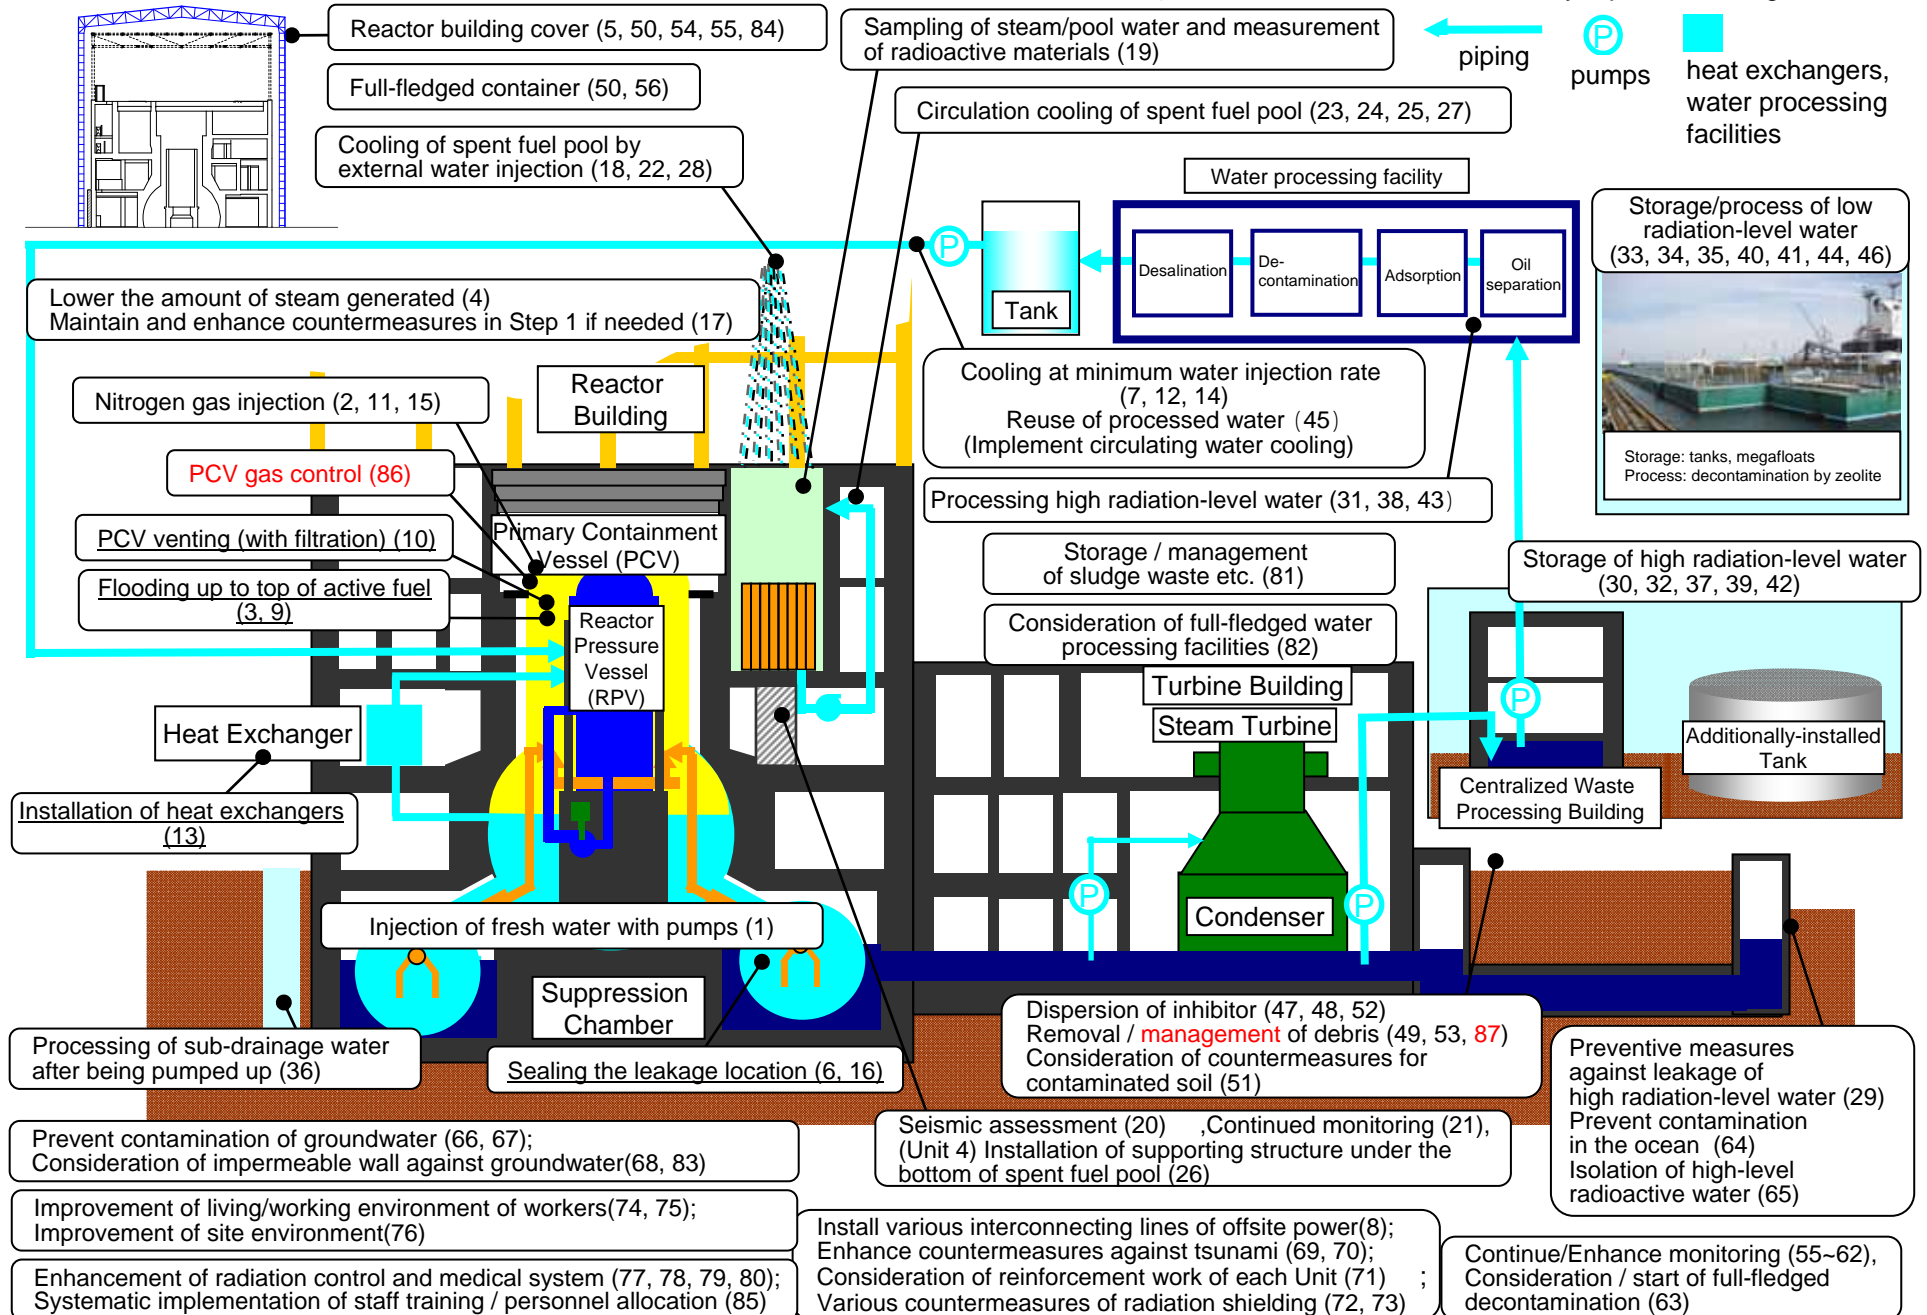 Reactor building cover (5, 50, 54, 55, 84)
Full-fledged container (50, 56)
Cooling of spent fuel pool by
external water injection (18, 22, 28)
Sampling of steam/pool water and measurement
of radioactive materials (19)
Circulation cooling of spent fuel pool (23, 24, 25, 27)
piping
P
pumps
heat exchangers,
water processing
facilities
Water processing facility
Desalination
De-
contamination
Adsorption
Oil
separation
P
Tank
Storage/process of low
radiation-level water
(33, 34, 35, 40, 41, 44, 46)
Storage: tanks, megafloats
Process: decontamination by zeolite
Lower the amount of steam generated (4)
Maintain and enhance countermeasures in Step 1 if needed (17)
Cooling at minimum water injection rate
(7, 12, 14)
Reuse of processed water (45)
(Implement circulating water cooling)
Reactor
Building
Nitrogen gas injection (2, 11, 15)
PCV gas control (86)
PCV venting (with filtration) (10)
Flooding up to top of active fuel
(3, 9)
Primary Containment
Vessel (PCV)
Reactor
Pressure
Vessel
(RPV)
Processing high radiation-level water (31, 38, 43)
Storage / management
of sludge waste etc. (81)
Storage of high radiation-level water
(30, 32, 37, 39, 42)
Consideration of full-fledged water
processing facilities (82)
Turbine Building
Steam Turbine
Condenser
P
P
P
Heat Exchanger
Installation of heat exchangers
(13)
Additionally-installed
Tank
Centralized Waste
Processing Building
Injection of fresh water with pumps (1)
Suppression
Chamber
Processing of sub-drainage water
after being pumped up (36)
Sealing the leakage location (6, 16)
Dispersion of inhibitor (47, 48, 52)
Removal / management of debris (49, 53, 87)
Consideration of countermeasures for
contaminated soil (51)
Preventive measures
against leakage of
high radiation-level water (29)
Prevent contamination
in the ocean (64)
Isolation of high-level
radioactive water (65)
Seismic assessment (20) ,Continued monitoring (21),
(Unit 4) Installation of supporting structure under the
bottom of spent fuel pool (26)
Prevent contamination of groundwater (66, 67);
Consideration of impermeable wall against groundwater(68, 83)
Improvement of living/working environment of workers(74, 75);
Improvement of site environment(76)
Enhancement of radiation control and medical system (77, 78, 79, 80);
Systematic implementation of staff training / personnel allocation (85)
Install various interconnecting lines of offsite power(8);
Enhance countermeasures against tsunami (69, 70);
Consideration of reinforcement work of each Unit (71) ;
Various countermeasures of radiation shielding (72, 73)
Continue/Enhance monitoring (55~62),
Consideration / start of full-fledged
decontamination (63)